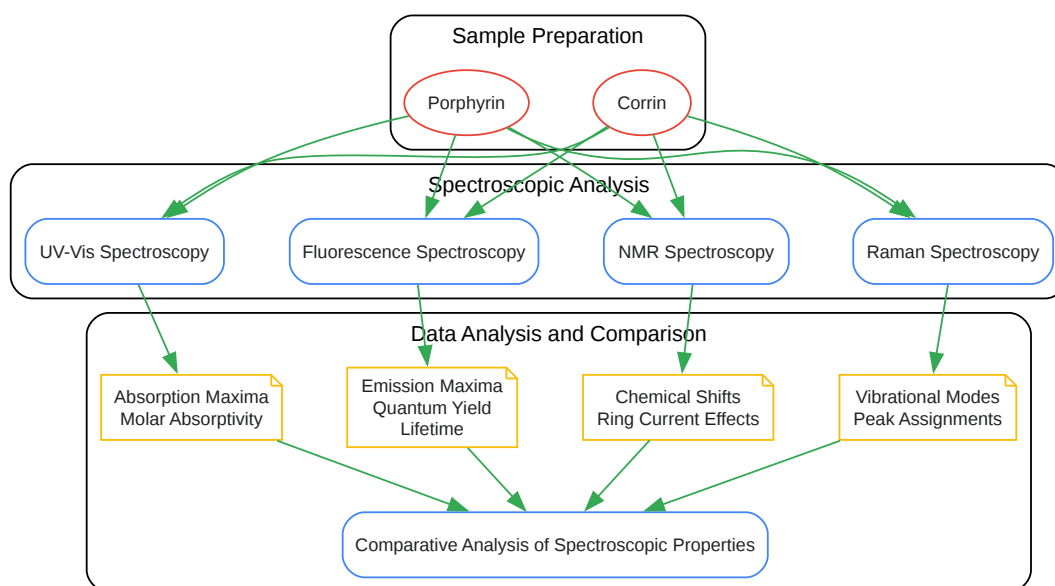 Sample Preparation
Porphyrin
Corrin
Spectroscopic Analysis
UV-Vis Spectroscopy
Fluorescence Spectroscopy
NMR Spectroscopy
Raman Spectroscopy
Data Analysis and Comparison
Absorption Maxima
Molar Absorptivity
Emission Maxima
Quantum Yield
Lifetime
Chemical Shifts
Ring Current Effects
Vibrational Modes
Peak Assignments
Comparative Analysis of Spectroscopic Properties